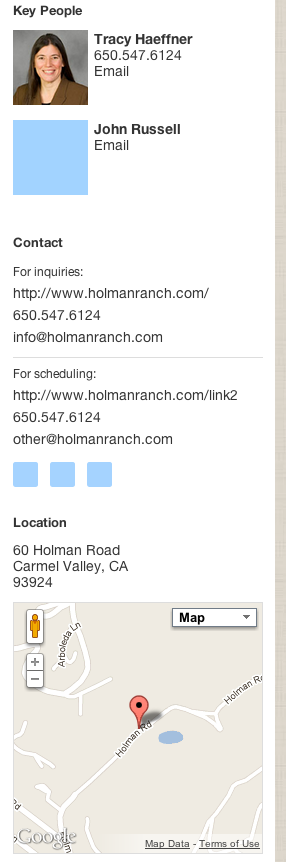 Key People
Tracy Haeffner
650.547.6124
Email
John Russell
Email
Contact
For inquiries:
http://www.holmanranch.com/
650.547.6124
info@holmanranch.com
For scheduling:
http://www.holmanranch.com/link2
650.547.6124
other@holmanranch.com
Location
60 Holman Road
Carmel Valley, CA
93924
Map
Arboleda Ln
+
−
Holman Rd
Holman Rd
Google
Map Data - Terms of Use